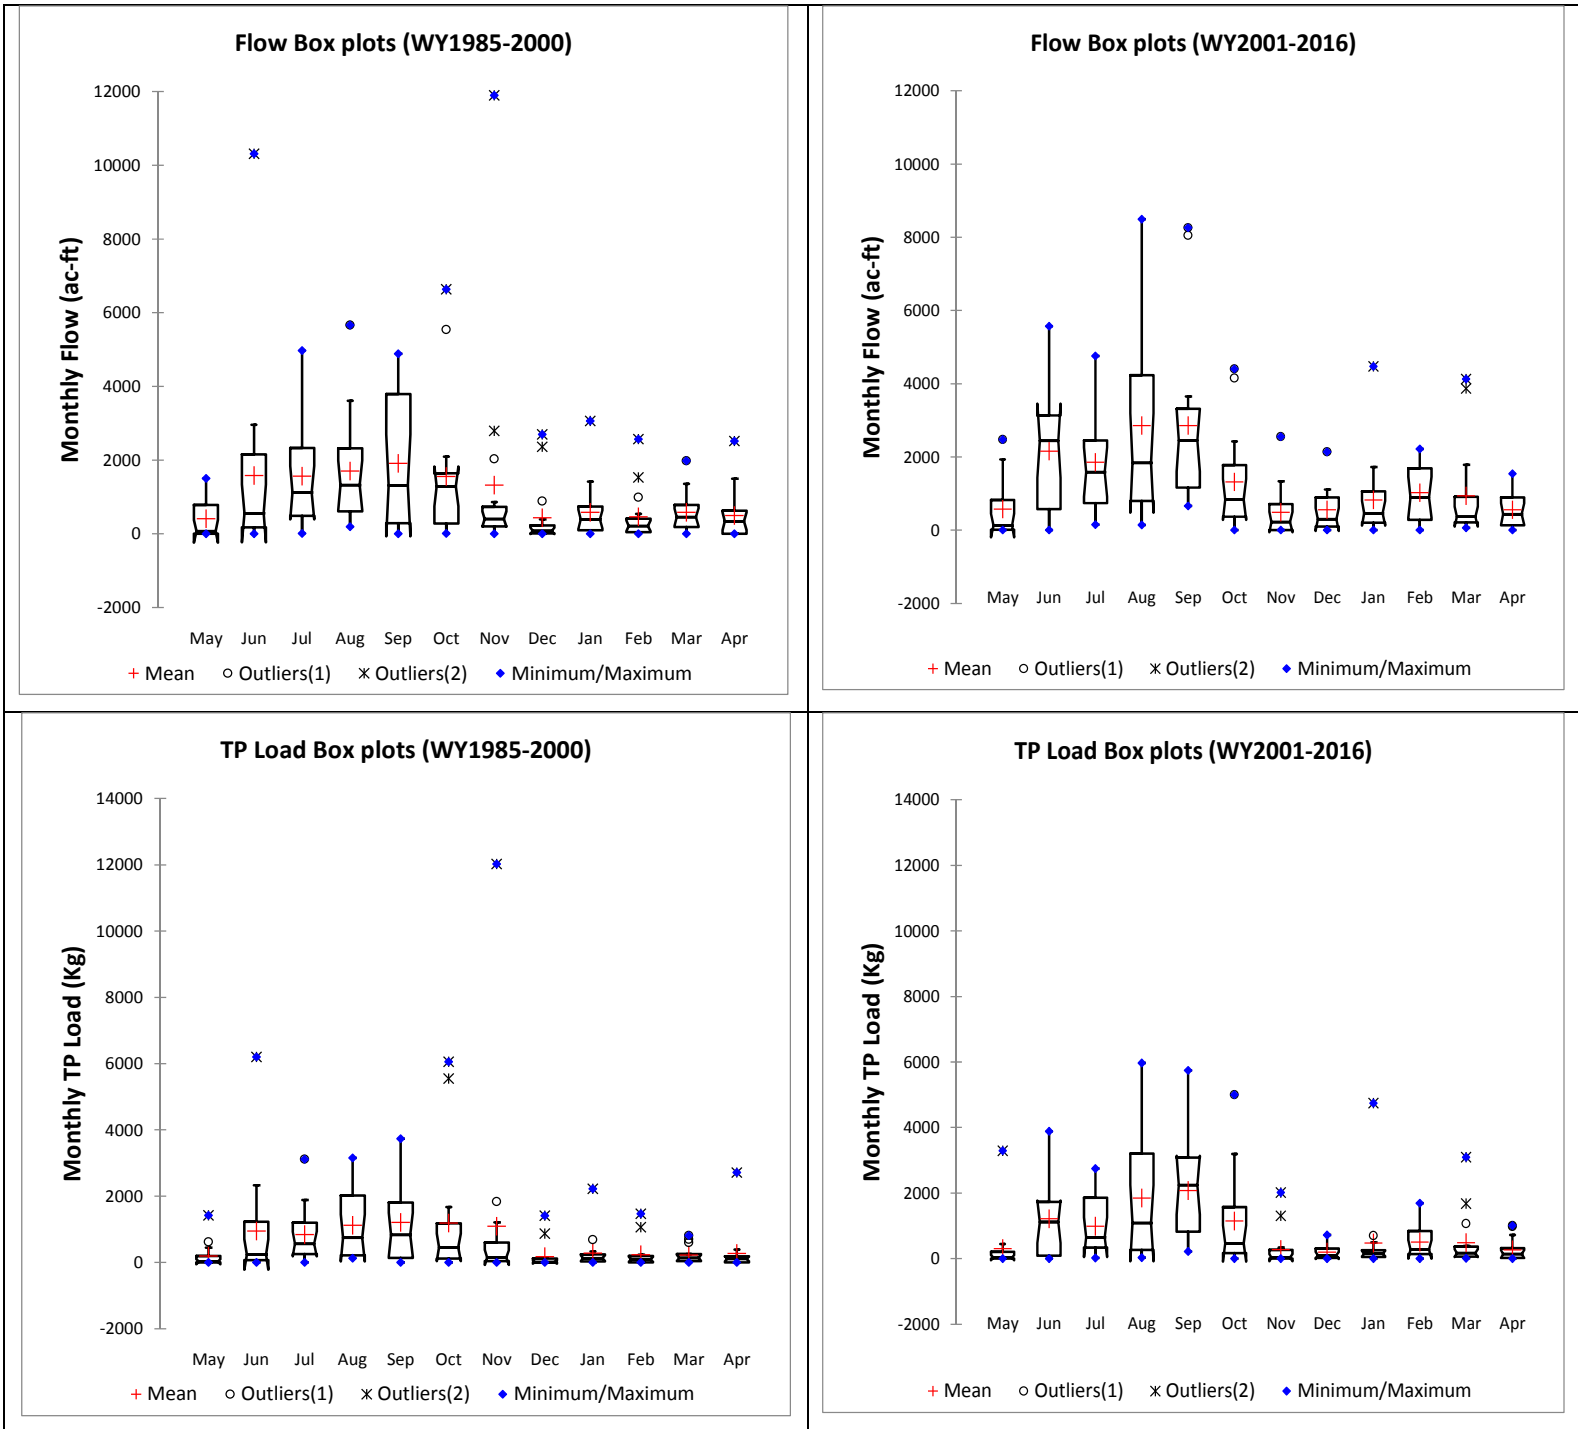 Flow Box plots (WY1985-2000)
Monthly Flow (ac-ft)
12000
10000
8000
6000
4000
2000
0
-2000
May Jun Jul Aug Sep Oct Nov Dec Jan Feb Mar Apr
Mean Outliers(1) Outliers(2) Minimum/Maximum
Flow Box plots (WY2001-2016)
Monthly Flow (ac-ft)
12000
10000
8000
6000
4000
2000
0
-2000
May Jun Jul Aug Sep Oct Nov Dec Jan Feb Mar Apr
Mean Outliers(1) Outliers(2) Minimum/Maximum
TP Load Box plots (WY1985-2000)
Monthly TP Load (Kg)
14000
12000
10000
8000
6000
4000
2000
0
-2000
May Jun Jul Aug Sep Oct Nov Dec Jan Feb Mar Apr
Mean Outliers(1) Outliers(2) Minimum/Maximum
TP Load Box plots (WY2001-2016)
Monthly TP Load (Kg)
14000
12000
10000
8000
6000
4000
2000
0
-2000
May Jun Jul Aug Sep Oct Nov Dec Jan Feb Mar Apr
Mean Outliers(1) Outliers(2) Minimum/Maximum